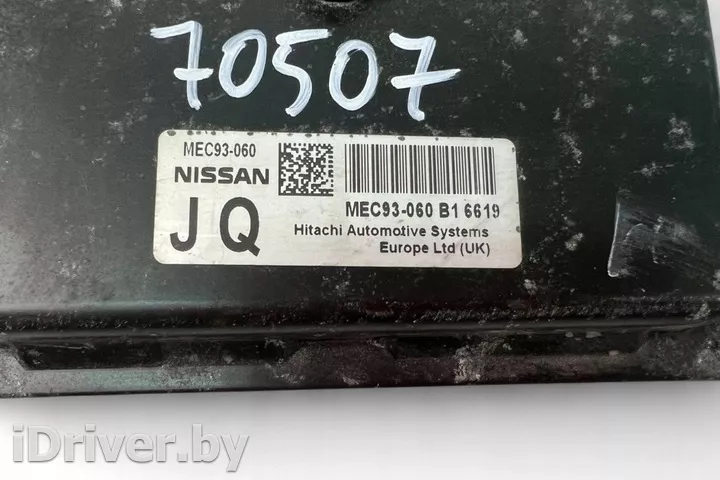 70507
MEC93-060
NISSAN
JQ
MEC93-060 B1 6619
Hitachi Automotive Systems
Europe Ltd (UK)
iDriver.by